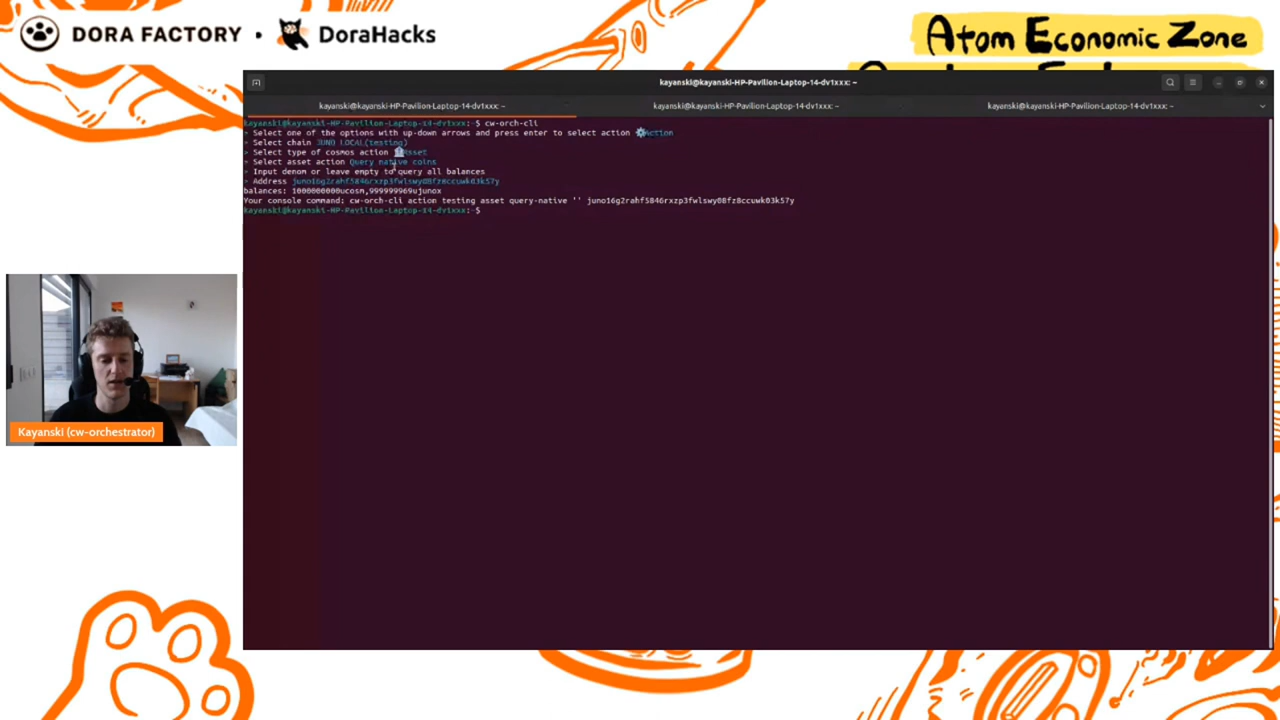 DORA FACTORY • DoraHacks
Atom Economic Zone
kayanski@kayanski-HP-Pavilion-Laptop-14-dv1xxx: ~
kayanski@kayanski-HP-Pavilion-Laptop-14-dv1xxx: ~
kayanski@kayanski-HP-Pavilion-Laptop-14-dv1xxx: ~
kayanski@kayanski-HP-Pavilion-Laptop-14-dv1xxx: ~
kayanski@kayanski-HP-Pavilion-Laptop-14-dv1xxx:~$ cw-orch-cli
> Select one of the options with up-down arrows and press enter to select action Action
> Select chain JUNO LOCAL(testing)
> Select type of cosmos action Asset
> Select asset action Query native coins
> Input denom or leave empty to query all balances
> Address juno16g2rahf5846rxzp3fwlswy08fz8ccuwk03k57y
balances: 1000000000ucosm,999999969ujunox
Your console command: cw-orch-cli action testing asset query-native '' juno16g2rahf5846rxzp3fwlswy08fz8ccuwk03k57y
kayanski@kayanski-HP-Pavilion-Laptop-14-dv1xxx:~$
Kayanski (cw-orchestrator)